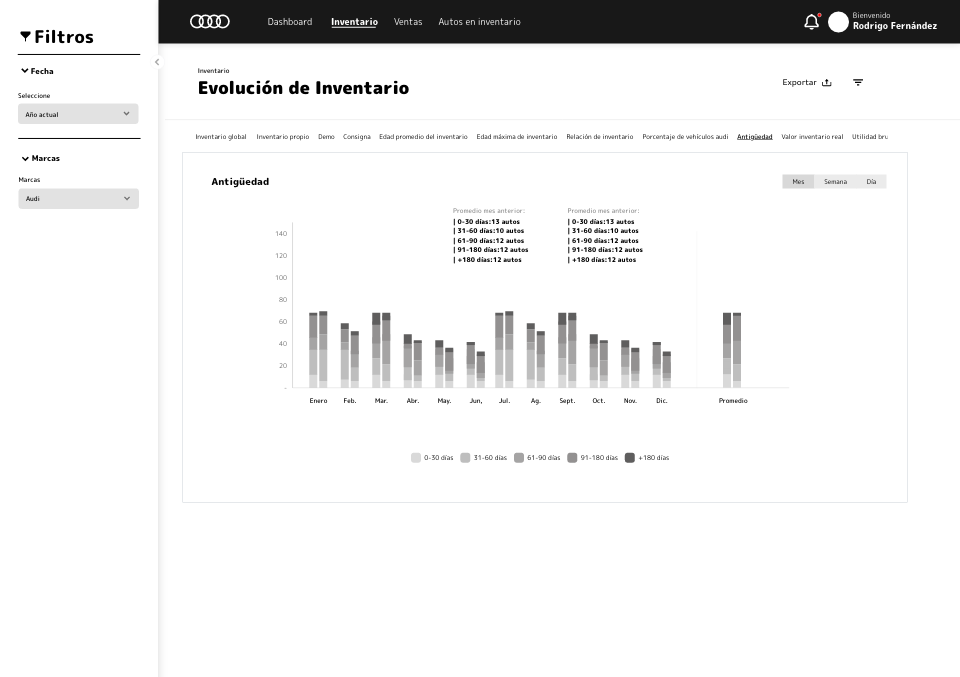 Filtros
Fecha
Seleccione
Año actual
Marcas
Marcas
Audi
Dashboard Inventario Ventas Autos en inventario
Bienvenido
Rodrigo Fernández
Inventario
Evolución de Inventario
Exportar
Inventario global Inventario propio Demo Consigna Edad promedio del inventario Edad máxima de inventario Relación de inventario Porcentaje de vehículos audi Antigüedad Valor inventario real Utilidad bru
Antigüedad
Mes Semana Día
Promedio mes anterior:
| 0-30 días:13 autos
| 31-60 días:10 autos
| 61-90 días:12 autos
| 91-180 días:12 autos
| +180 días:12 autos
Promedio mes anterior:
| 0-30 días:13 autos
| 31-60 días:10 autos
| 61-90 días:12 autos
| 91-180 días:12 autos
| +180 días:12 autos
140
120
100
80
60
40
20
-
Enero Feb. Mar. Abr. May. Jun, Jul. Ag. Sept. Oct. Nov. Dic. Promedio
0-30 días 31-60 días 61-90 días 91-180 días +180 días